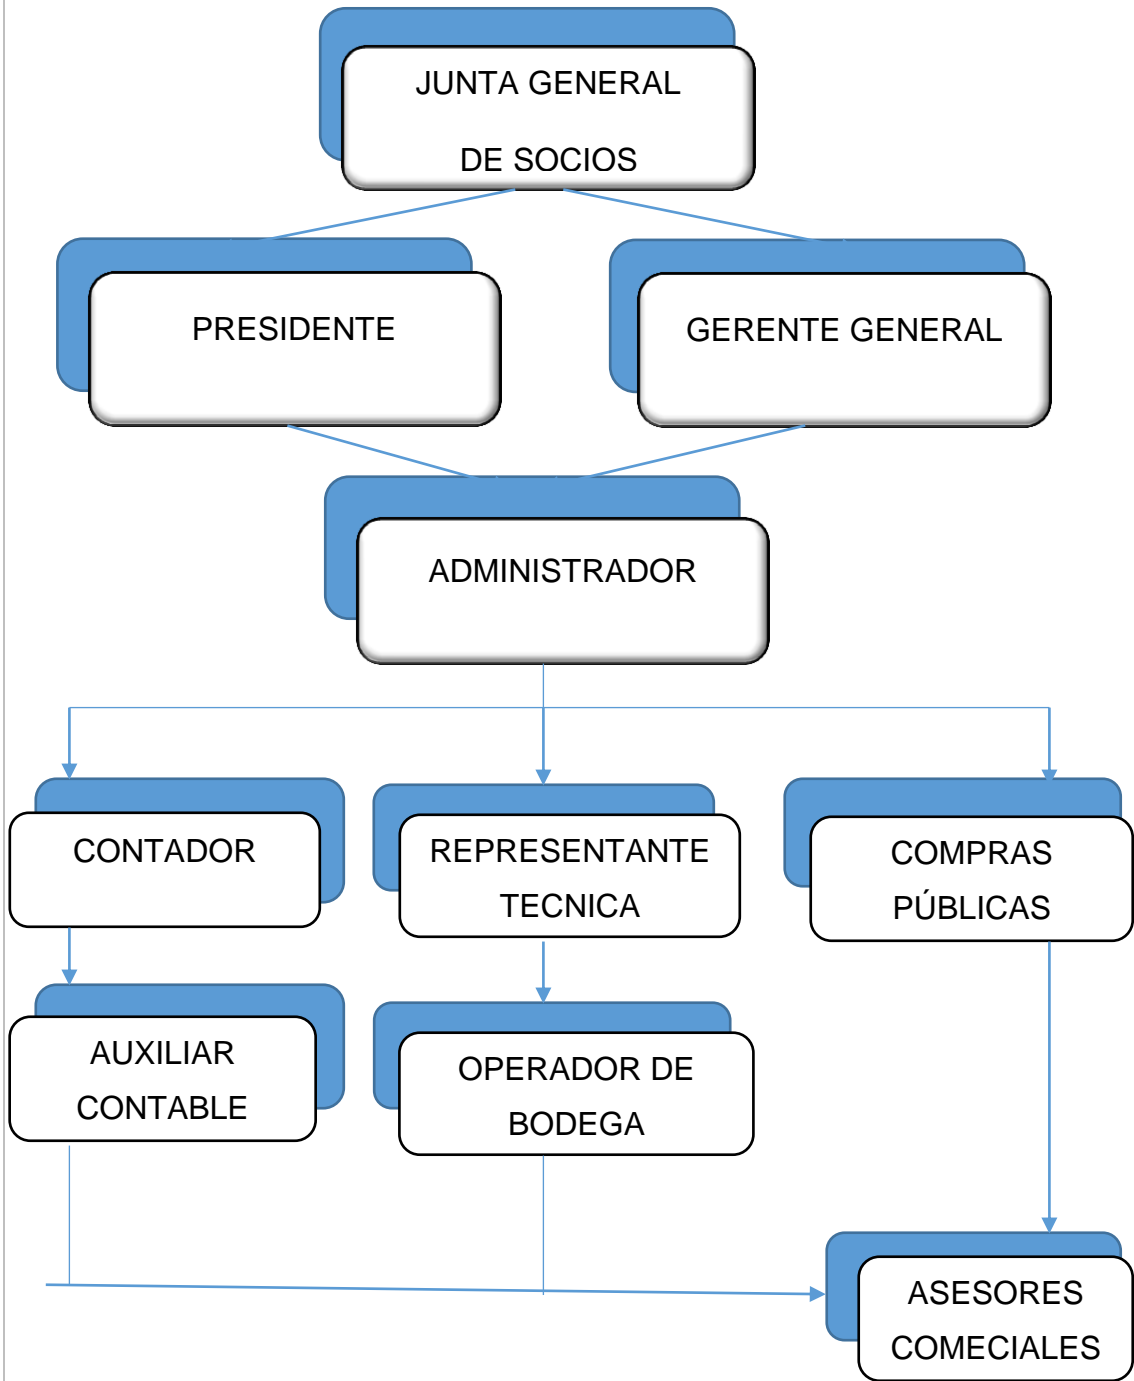 JUNTA GENERAL
DE SOCIOS
PRESIDENTE
GERENTE GENERAL
ADMINISTRADOR
CONTADOR
REPRESENTANTE
TECNICA
COMPRAS
PÚBLICAS
AUXILIAR
CONTABLE
OPERADOR DE
BODEGA
ASESORES
COMECIALES